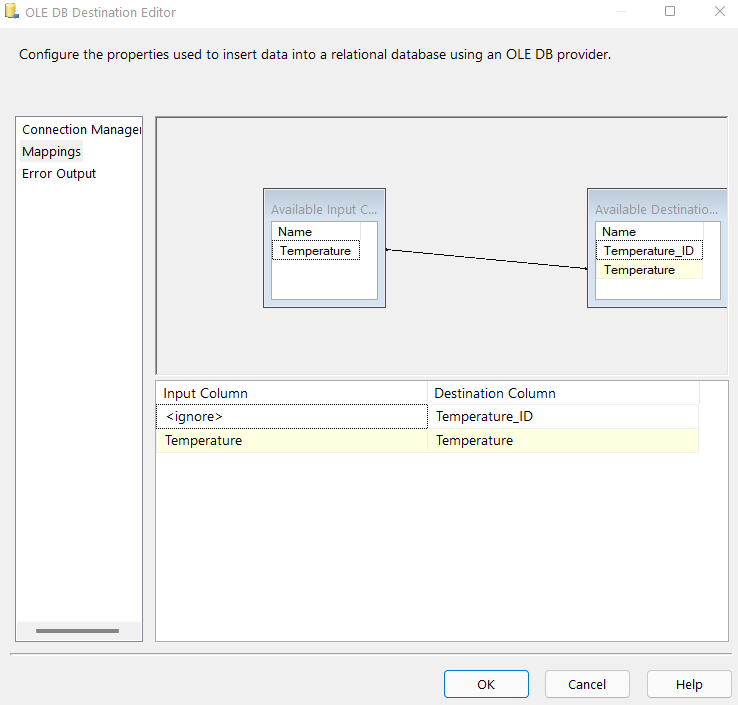 OLE DB Destination Editor
Configure the properties used to insert data into a relational database using an OLE DB provider.
Connection Manager
Mappings
Error Output
Available Input C...
Name
Temperature
Available Destinatio...
Name
Temperature_ID
Temperature
Input Column Destination Column
<ignore> Temperature_ID
Temperature Temperature
OK Cancel Help